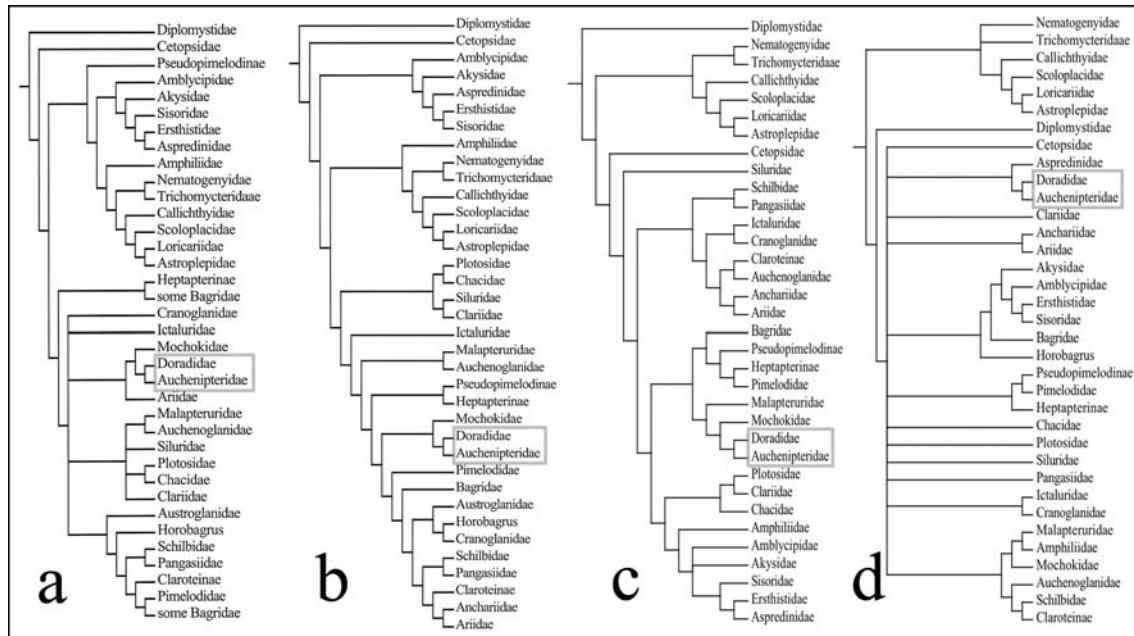 Diplomystidae
Cetopsidae
Pseudopimelodinae
Amblycipidae
Akysidae
Sisoridae
Ersthistidae
Aspredinidae
Amphiliidae
Nematogenyidae
Trichomycteridaae
Callichthyidae
Scoloplacidae
Loricariidae
Astroplepidae
Heptapterinae
some Bagridae
Cranoglanidae
Ictaluridae
Mochokidae
Doradidae
Auchenipteridae
Ariidae
Malapteruridae
Auchenoglanidae
Siluridae
Plotosidae
Chacidae
Clariidae
Austroglanidae
Horobagrus
Schilbidae
Pangasiidae
Claroteinae
Pimelodidae
some Bagridae
a
Diplomystidae
Cetopsidae
Amblycipidae
Akysidae
Aspredinidae
Ersthistidae
Sisoridae
Amphiliidae
Nematogenyidae
Trichomycteridaae
Callichthyidae
Scoloplacidae
Loricariidae
Astroplepidae
Plotosidae
Chacidae
Siluridae
Clariidae
Ictaluridae
Malapteruridae
Auchenoglanidae
Pseudopimelodinae
Heptapterinae
Mochokidae
Doradidae
Auchenipteridae
Pimelodidae
Bagridae
Austroglanidae
Horobagrus
Cranoglanidae
Schilbidae
Pangasiidae
Claroteinae
Anchariidae
Ariidae
b
Diplomystidae
Nematogenyidae
Trichomycteridaae
Callichthyidae
Scoloplacidae
Loricariidae
Astroplepidae
Cetopsidae
Siluridae
Schilbidae
Pangasiidae
Ictaluridae
Cranoglanidae
Claroteinae
Auchenoglanidae
Anchariidae
Ariidae
Bagridae
Pseudopimelodinae
Heptapterinae
Pimelodidae
Malapteruridae
Mochokidae
Doradidae
Auchenipteridae
Plotosidae
Clariidae
Chacidae
Amphiliidae
Amblycipidae
Akysidae
Sisoridae
Ersthistidae
Aspredinidae
c
Nematogenyidae
Trichomycteridaae
Callichthyidae
Scoloplacidae
Loricariidae
Astroplepidae
Diplomystidae
Cetopsidae
Aspredinidae
Doradidae
Auchenipteridae
Clariidae
Anchariidae
Ariidae
Akysidae
Amblycipidae
Ersthistidae
Sisoridae
Bagridae
Horobagrus
Pseudopimelodinae
Pimelodidae
Heptapterinae
Chacidae
Plotosidae
Siluridae
Pangasiidae
Ictaluridae
Cranoglanidae
Malapteruridae
Amphiliidae
Mochokidae
Auchenoglanidae
Schilbidae
Claroteinae
d